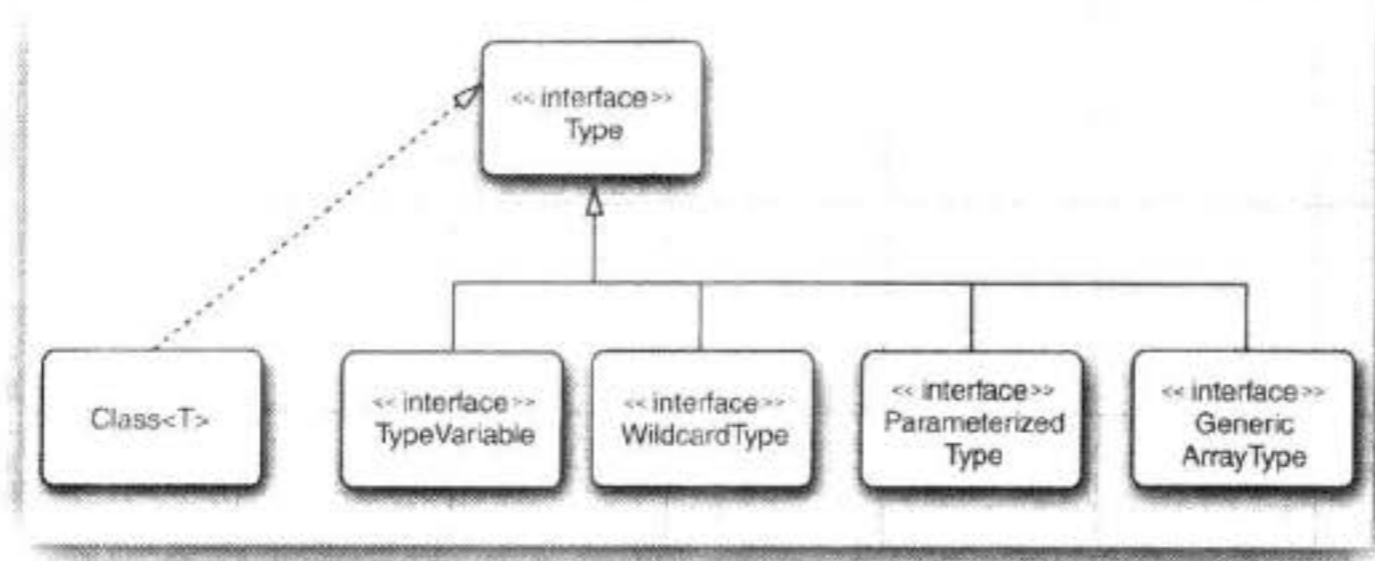 << interface >>
Type
Class<T>
<< interface >>
TypeVariable
<< interface >>
WildcardType
<< interface >>
Parameterized
Type
<< interface >>
Generic
ArrayType